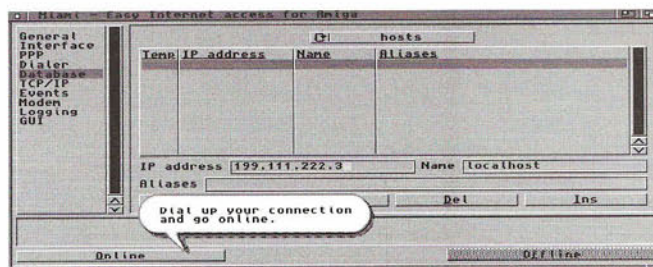 Miami - Easy Internet access for Amiga
General
Interface
PPP
Dialer
Database
TCP/IP
Events
Modem
Logging
GUI
hosts
Temp IP address Name Aliases
IP address 199.111.222.3 Name localhost
Aliases
Del Ins
Dial up your connection
and go online.
Online Offline